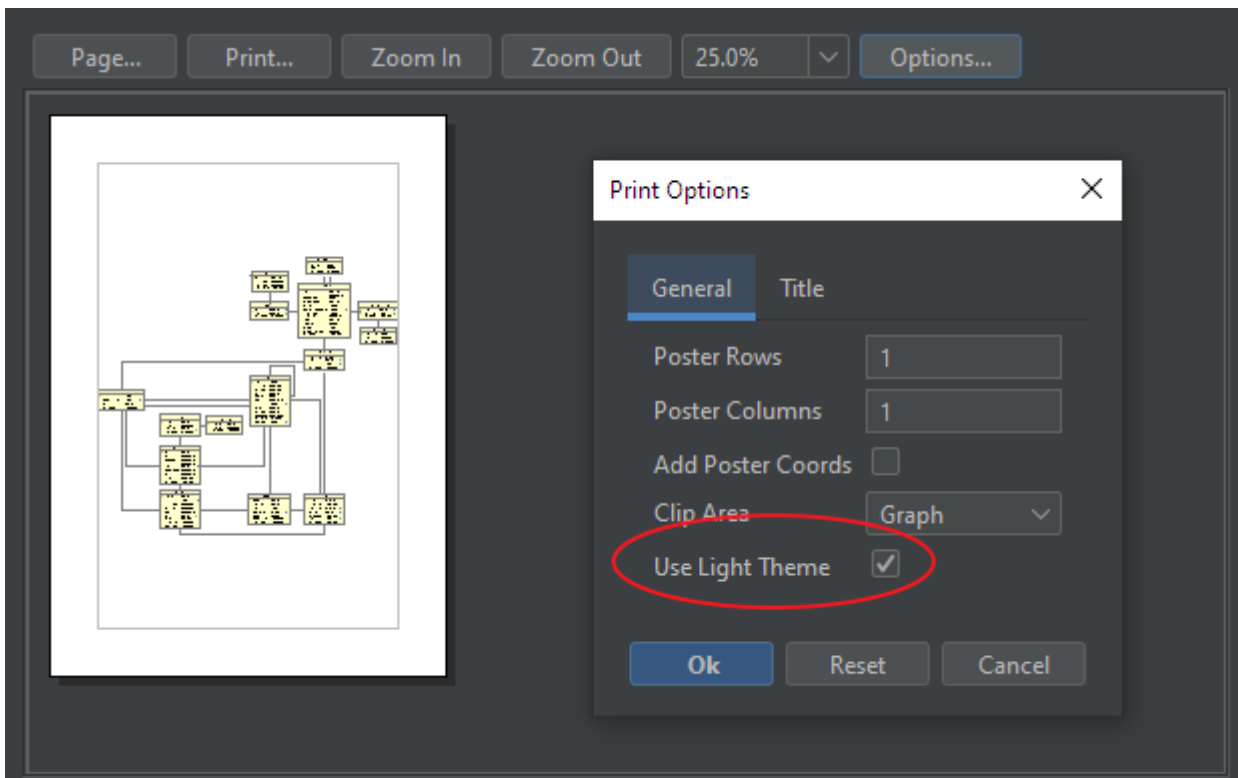 Page... Print... Zoom In Zoom Out 25.0% Options...
Print Options
General Title
Poster Rows 1
Poster Columns 1
Add Poster Coords
Clip Area Graph
Use Light Theme
Ok Reset Cancel